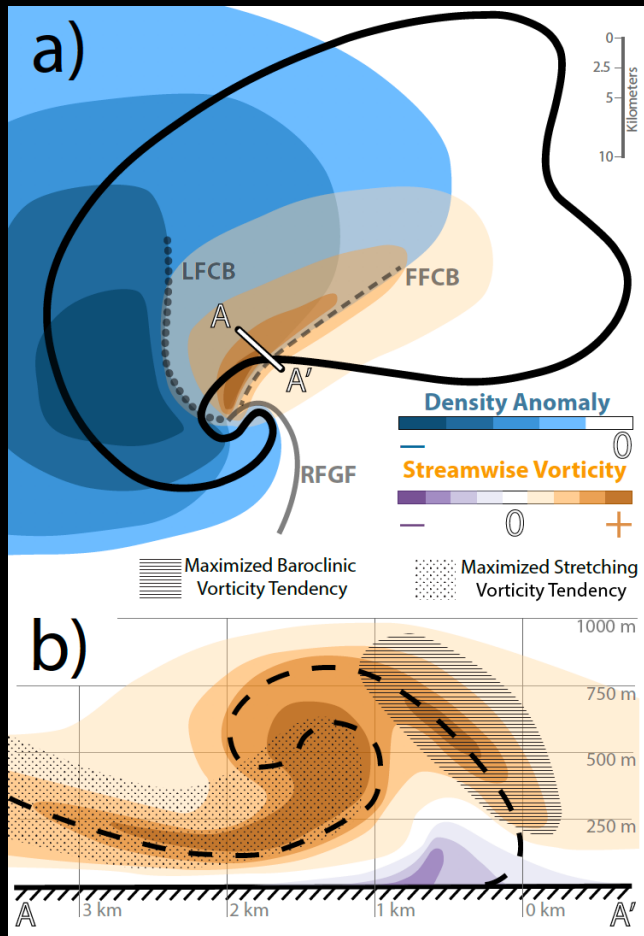 a)
0
2.5
5
10
Kilometers
LFCB
FFCB
A
A'
RFGF
Density Anomaly
– 0
Streamwise Vorticity
– 0 +
Maximized Baroclinic
Vorticity Tendency
Maximized Stretching
Vorticity Tendency
b)
1000 m
750 m
500 m
250 m
A 3 km 2 km 1 km 0 km A'